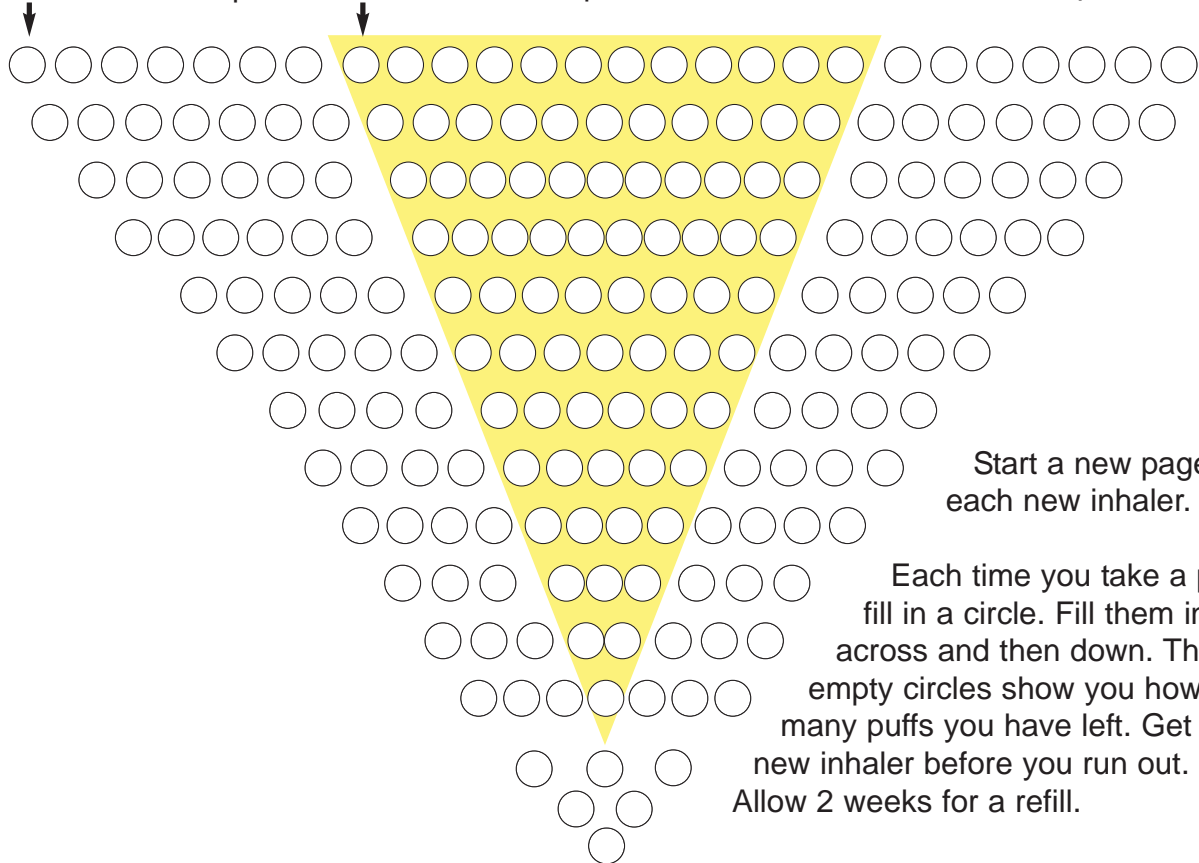 Start a new page
each new inhaler.
Each time you take a
fill in a circle. Fill them
across and then down.
empty circles show you how
many puffs you have left. Get
new inhaler before you run out.
Allow 2 weeks for a refill.